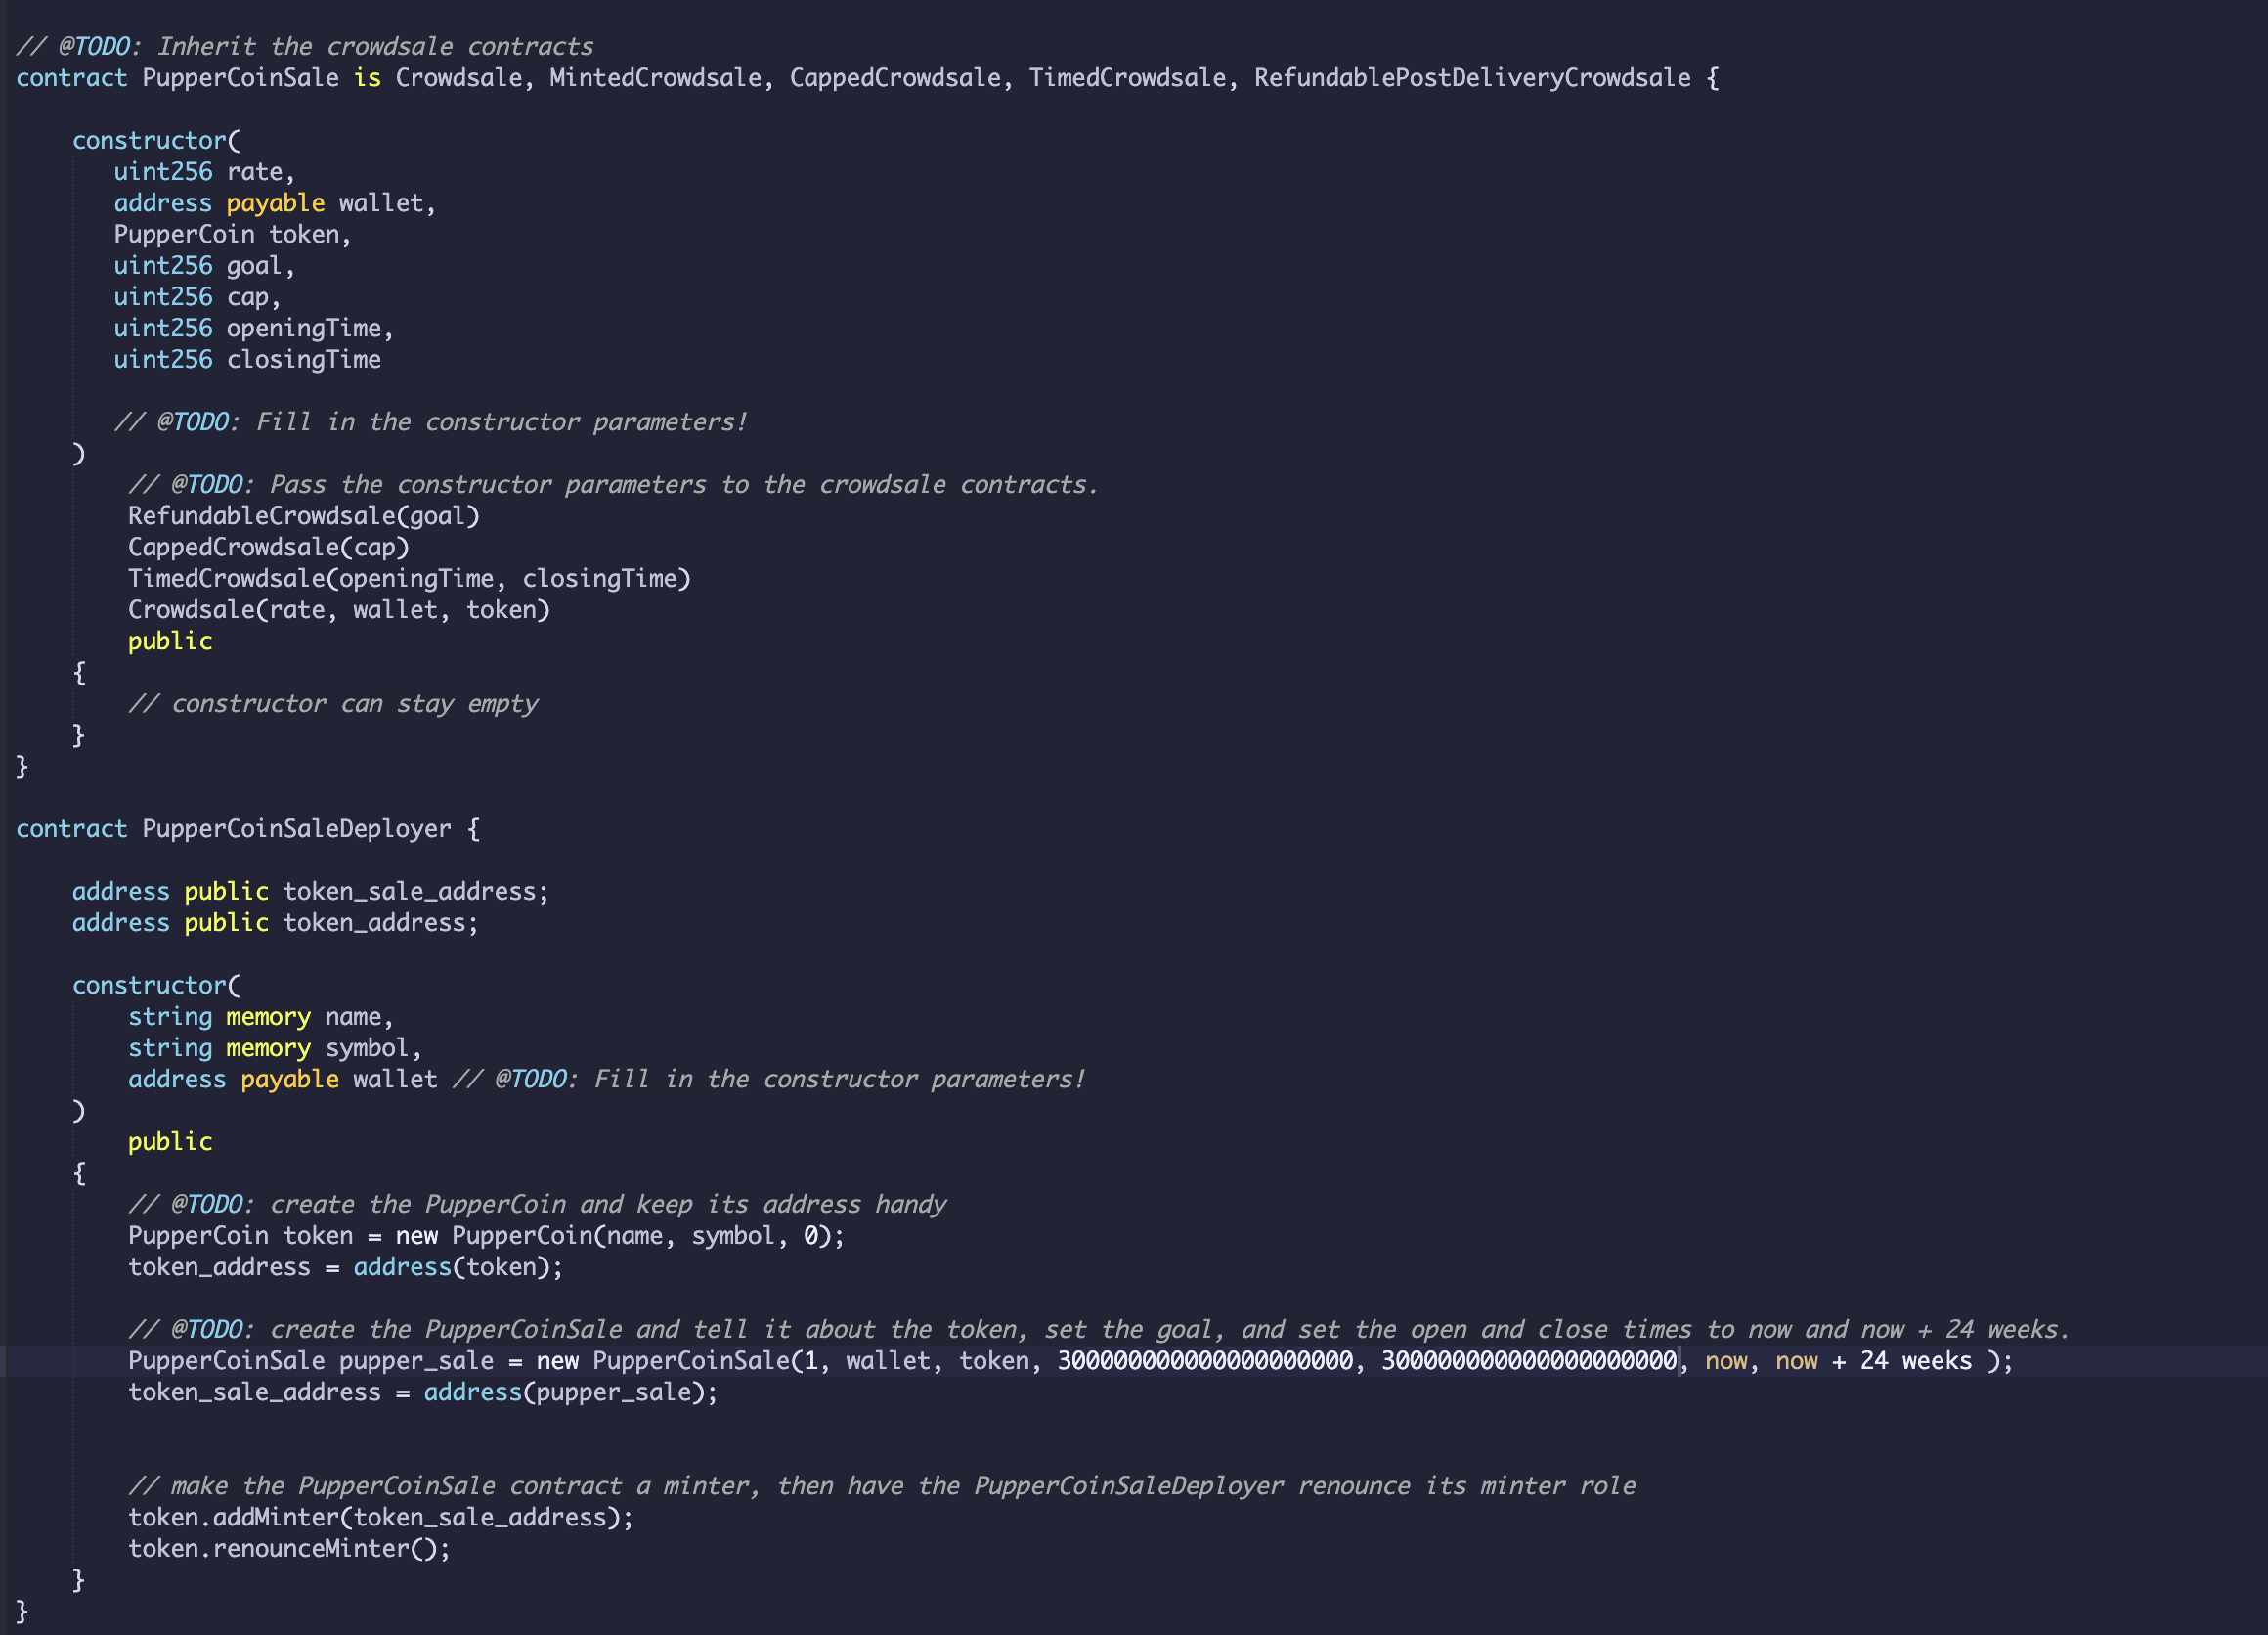 // @TODO: Inherit the crowdsale contracts
contract PupperCoinSale is Crowdsale, MintedCrowdsale, CappedCrowdsale, TimedCrowdsale, RefundablePostDeliveryCrowdsale {
constructor(
uint256 rate,
address payable wallet,
PupperCoin token,
uint256 goal,
uint256 cap,
uint256 openingTime,
uint256 closingTime
// @TODO: Fill in the constructor parameters!
)
// @TODO: Pass the constructor parameters to the crowdsale contracts.
RefundableCrowdsale(goal)
CappedCrowdsale(cap)
TimedCrowdsale(openingTime, closingTime)
Crowdsale(rate, wallet, token)
public
{
// constructor can stay empty
}
}
contract PupperCoinSaleDeployer {
address public token_sale_address;
address public token_address;
constructor(
string memory name,
string memory symbol,
address payable wallet // @TODO: Fill in the constructor parameters!
)
public
{
// @TODO: create the PupperCoin and keep its address handy
PupperCoin token = new PupperCoin(name, symbol, 0);
token_address = address(token);
// @TODO: create the PupperCoinSale and tell it about the token, set the goal, and set the open and close times to now and now + 24 weeks.
PupperCoinSale pupper_sale = new PupperCoinSale(1, wallet, token, 300000000000000000000, 300000000000000000000, now, now + 24 weeks );
token_sale_address = address(pupper_sale);
// make the PupperCoinSale contract a minter, then have the PupperCoinSaleDeployer renounce its minter role
token.addMinter(token_sale_address);
token.renounceMinter();
}
}